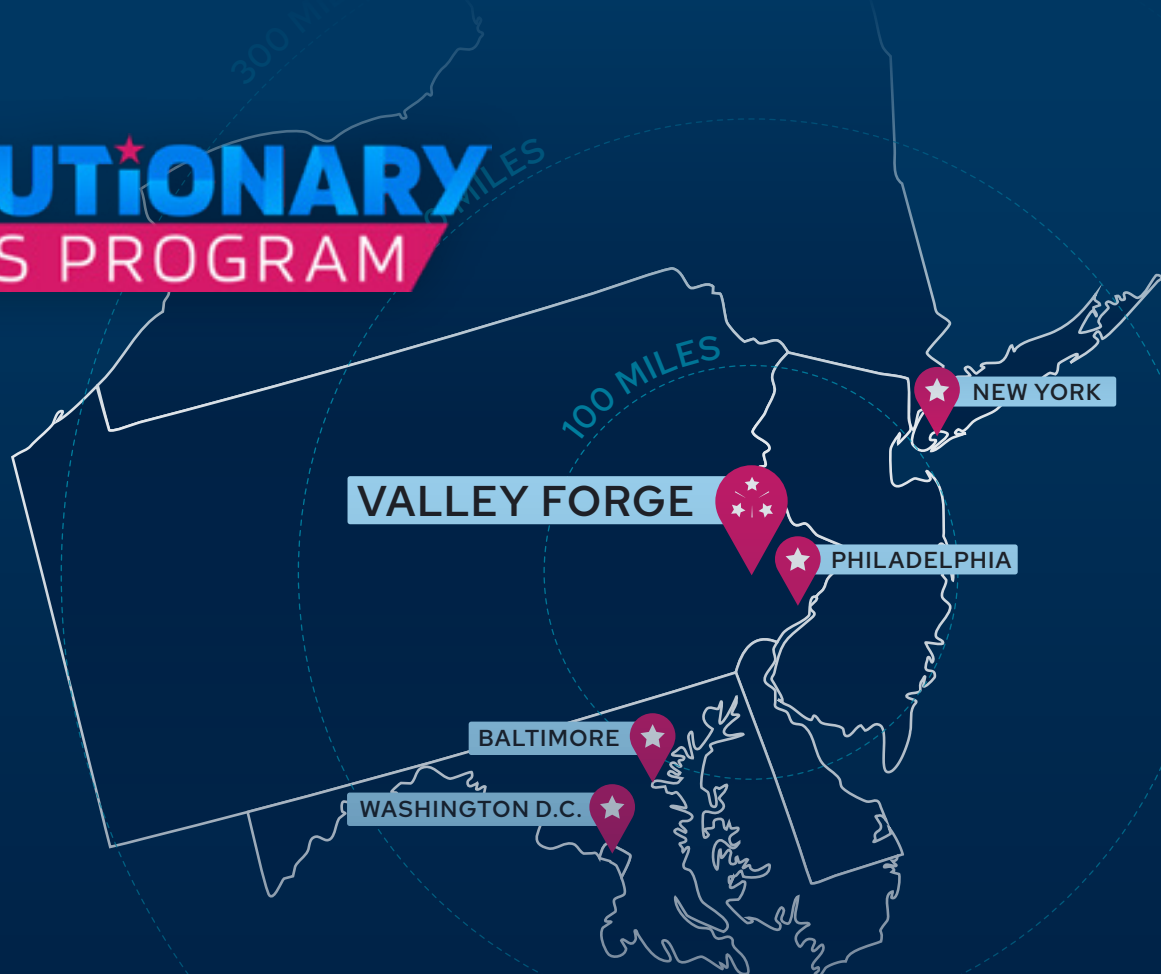 300 MILES
UTiONARY
MILES
S PROGRAM
100 MILES
NEW YORK
VALLEY FORGE
PHILADELPHIA
BALTIMORE
WASHINGTON D.C.